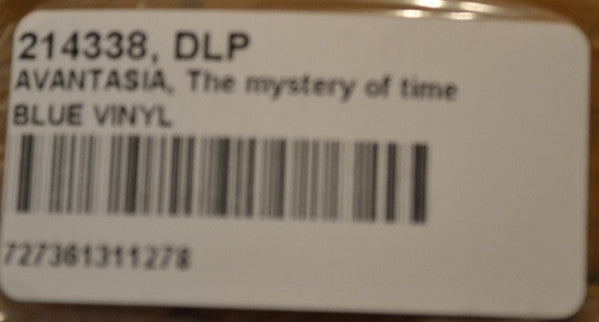 214338, DLP
AVANTASIA, The mystery of time
BLUE VINYL
727361311278